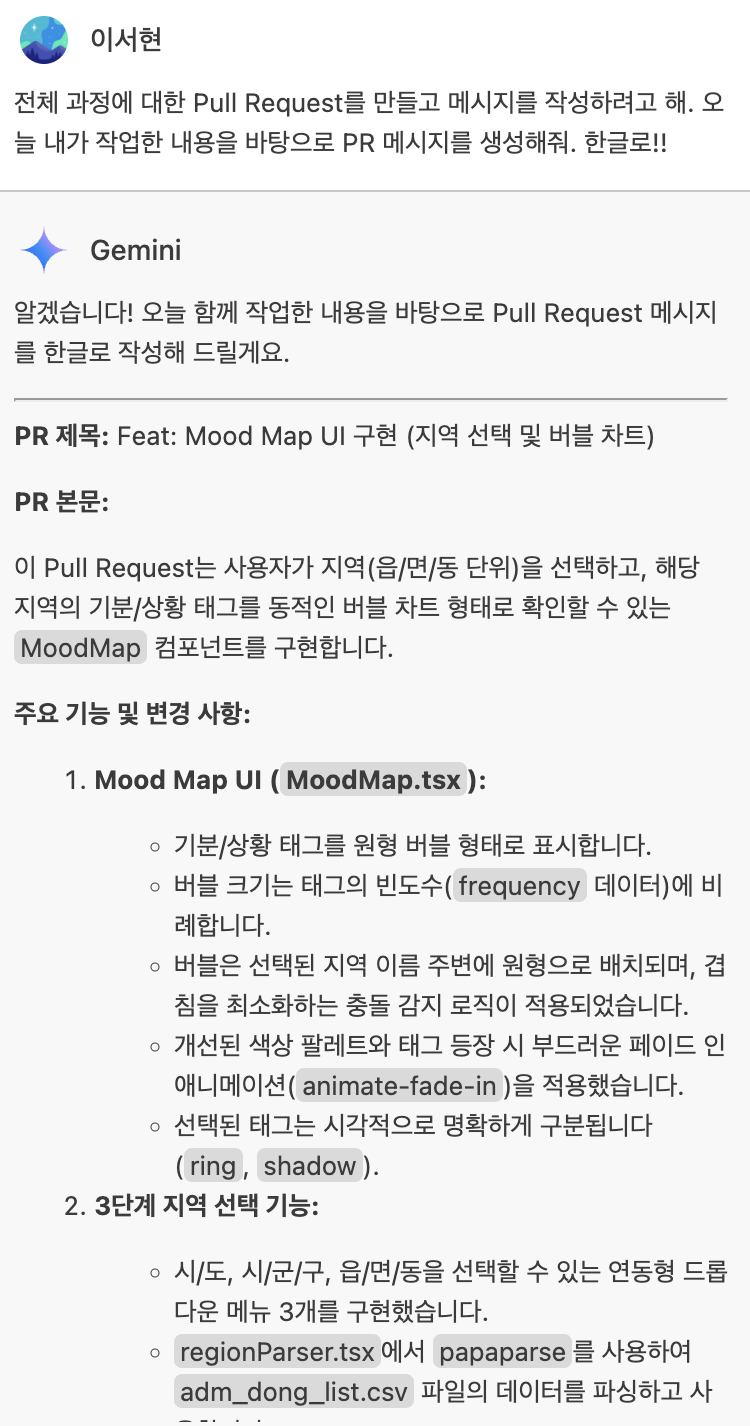 이서현
전체 과정에 대한 Pull Request를 만들고 메시지를 작성하려고 해. 오
늘 내가 작업한 내용을 바탕으로 PR 메시지를 생성해줘. 한글로!!
Gemini
알겠습니다! 오늘 함께 작업한 내용을 바탕으로 Pull Request 메시지
를 한글로 작성해 드릴게요.
PR 제목: Feat: Mood Map UI 구현 (지역 선택 및 버블 차트)
PR 본문:
이 Pull Request는 사용자가 지역(읍/면/동 단위)을 선택하고, 해당
지역의 기분/상황 태그를 동적인 버블 차트 형태로 확인할 수 있는
MoodMap 컴포넌트를 구현합니다.
주요 기능 및 변경 사항:
1. Mood Map UI (MoodMap.tsx):
◦ 기분/상황 태그를 원형 버블 형태로 표시합니다.
◦ 버블 크기는 태그의 빈도수(frequency 데이터)에 비
례합니다.
◦ 버블은 선택된 지역 이름 주변에 원형으로 배치되며, 겹
침을 최소화하는 충돌 감지 로직이 적용되었습니다.
◦ 개선된 색상 팔레트와 태그 등장 시 부드러운 페이드 인
애니메이션(animate-fade-in)을 적용했습니다.
◦ 선택된 태그는 시각적으로 명확하게 구분됩니다
(ring, shadow).
2. 3단계 지역 선택 기능:
◦ 시/도, 시/군/구, 읍/면/동을 선택할 수 있는 연동형 드롭
다운 메뉴 3개를 구현했습니다.
◦ regionParser.tsx에서 papaparse를 사용하여
adm_dong_list.csv 파일의 데이터를 파싱하고 사